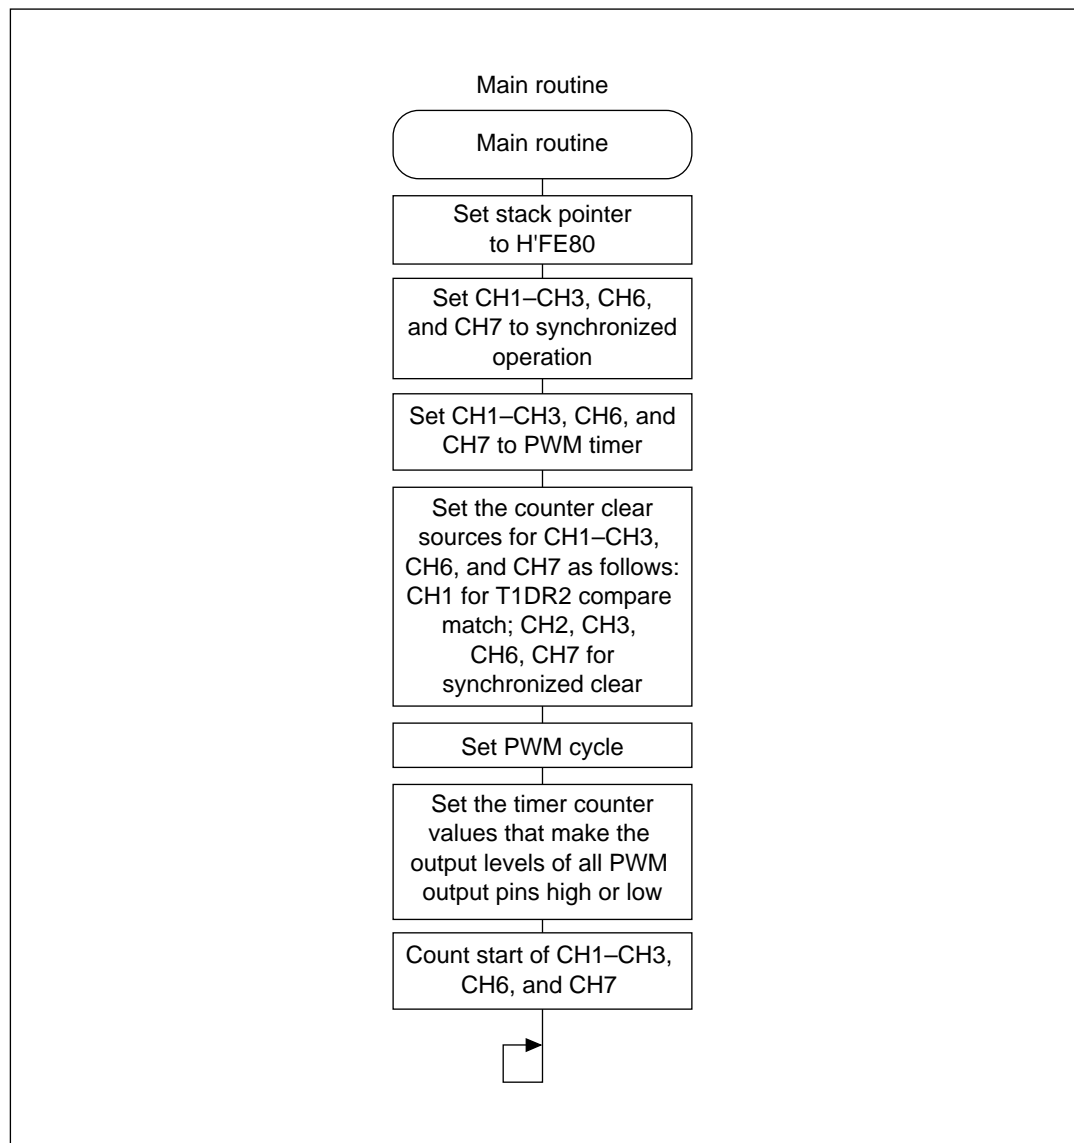 Main routine
Main routine
Set stack pointer
to H'FE80
Set CH1–CH3, CH6,
and CH7 to synchronized
operation
Set CH1–CH3, CH6, and
CH7 to PWM timer
Set the counter clear
sources for CH1–CH3,
CH6, and CH7 as follows:
CH1 for T1DR2 compare
match; CH2, CH3,
CH6, CH7 for
synchronized clear
Set PWM cycle
Set the timer counter
values that make the
output levels of all PWM
output pins high or low
Count start of CH1–CH3,
CH6, and CH7